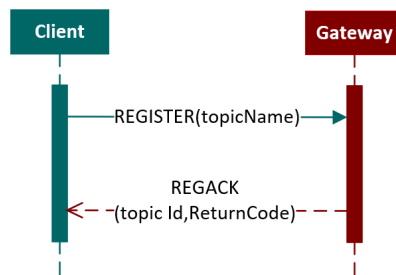 Client
Gateway
REGISTER(topicName)
REGACK
(topic Id,ReturnCode)